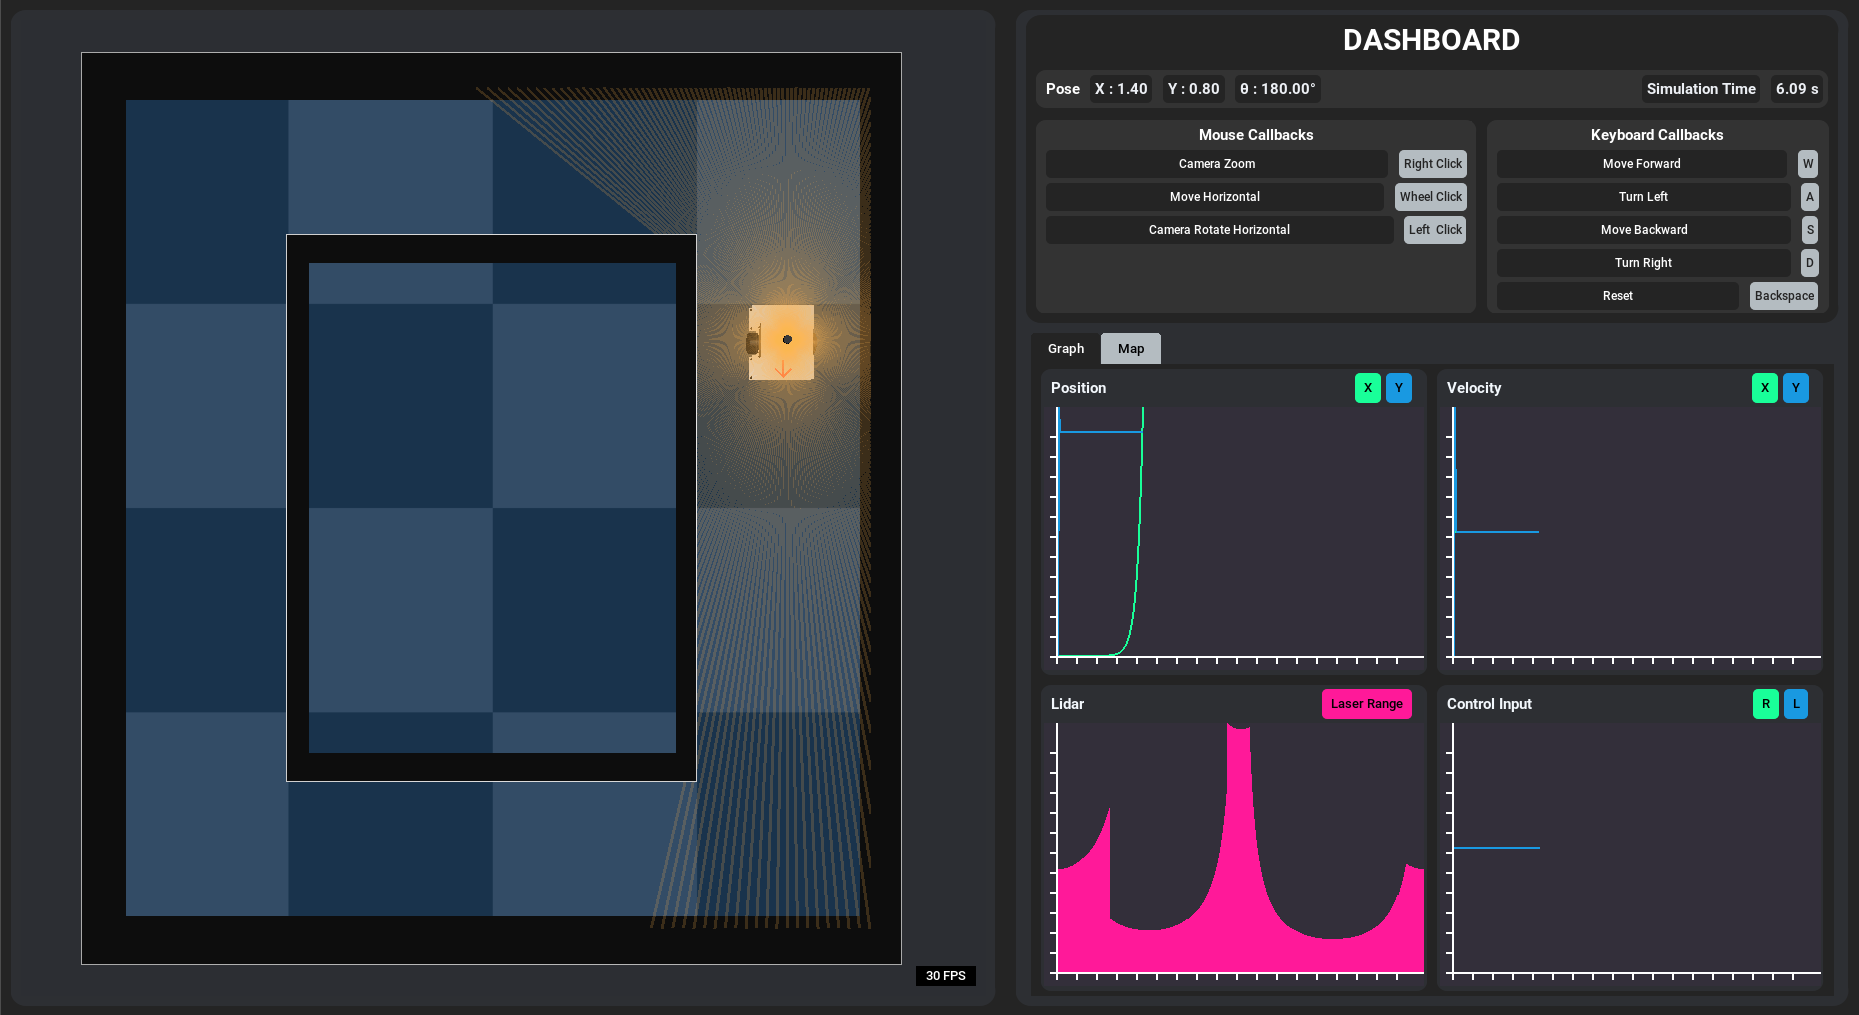 DASHBOARD
Pose X : 1.40 Y : 0.80 θ : 180.00° Simulation Time 6.09 s
Mouse Callbacks
Camera Zoom Right Click
Move Horizontal Wheel Click
Camera Rotate Horizontal Left Click
Keyboard Callbacks
Move Forward W
Turn Left A
Move Backward S
Turn Right D
Reset Backspace
Graph Map
Position X Y
Velocity X Y
Lidar Laser Range
Control Input R L
30 FPS